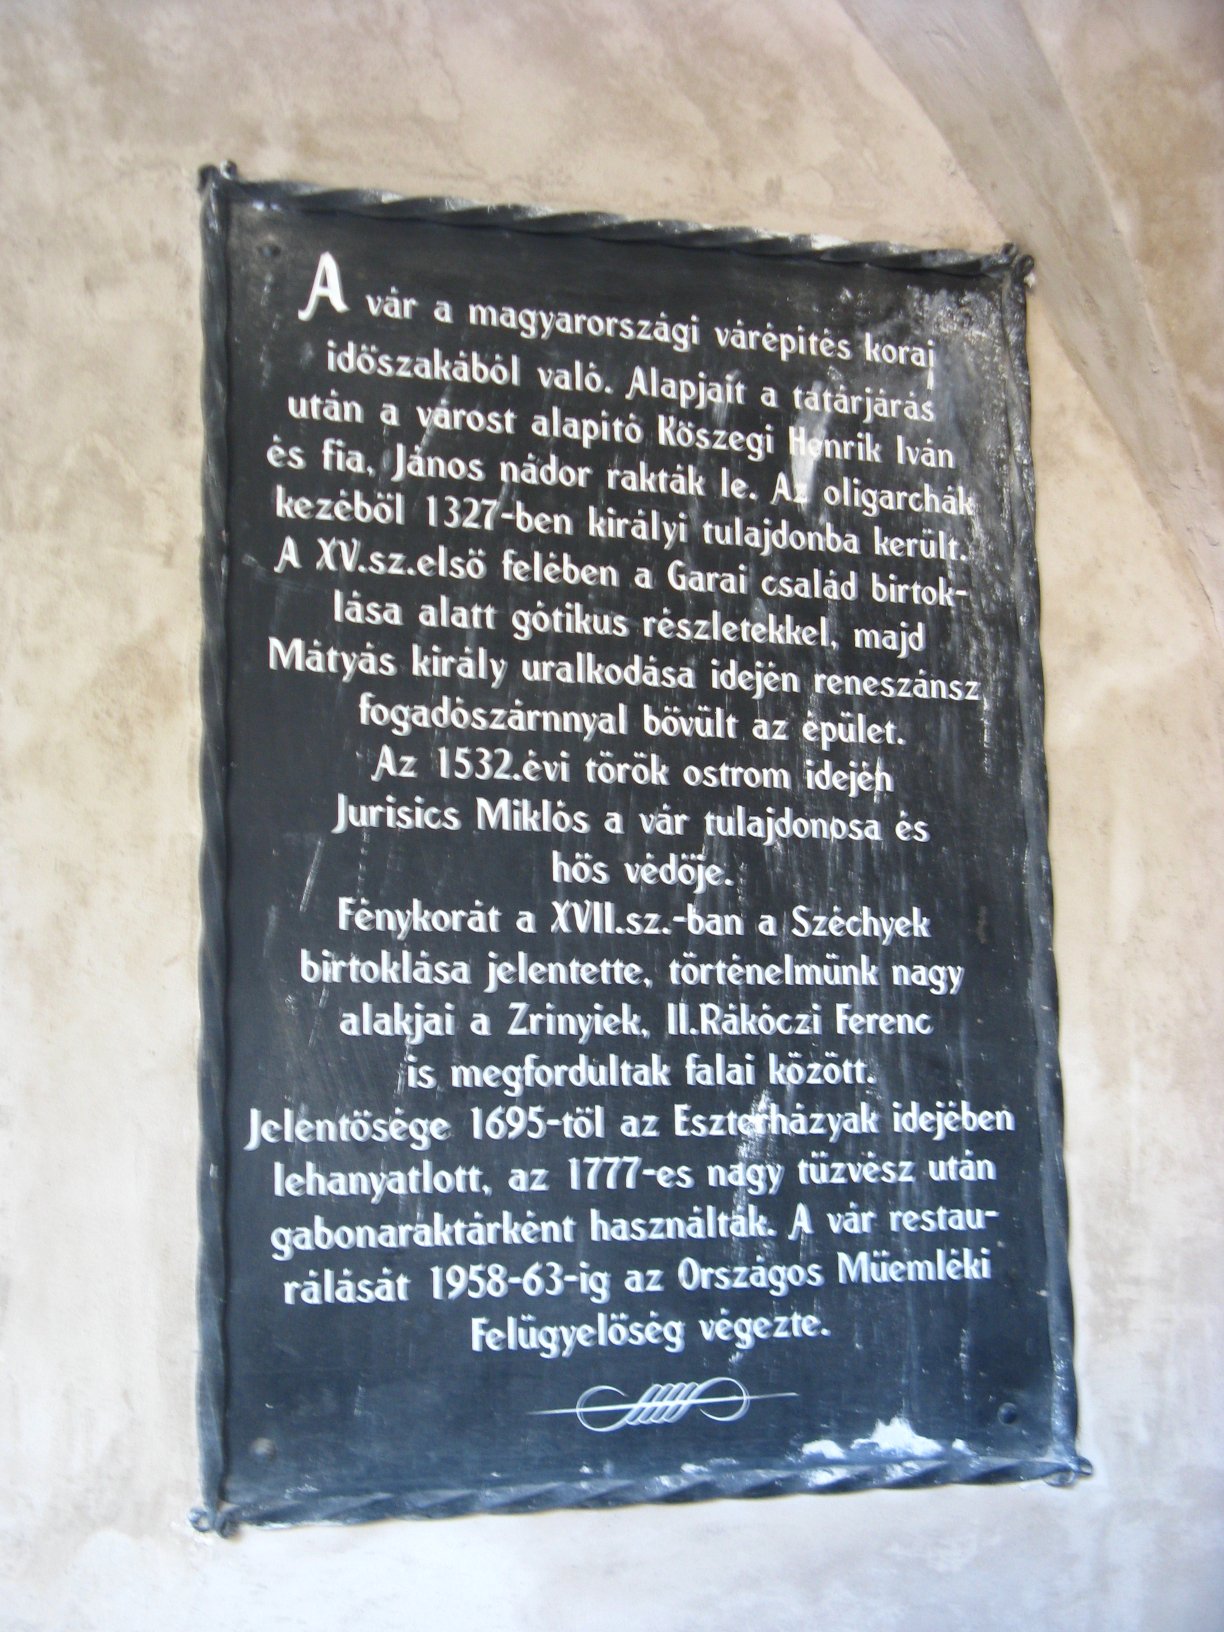 A vár a magyarországi várépités korai
időszakából való. Alapjait a tatárjárás
után a várost alapitó Kőszegi Henrik Iván
és fia, János nádor rakták le. Az oligarchák
kezéből 1327-ben királyi tulajdonba került.
A XV.sz.első felében a Garai család birtok-
lása alatt gótikus részletekkel, majd
Mátyás király uralkodása idején reneszánsz
fogadószárnnyal bővült az épület.
Az 1532.évi török ostrom idején
Jurisics Miklós a vár tulajdonosa és
hős védője.
Fénykorát a XVII.sz.-ban a Széchyek
birtoklása jelentette, történelmünk nagy
alakjai a Zrinyiek, II.Rákóczi Ferenc
is megfordultak falai között.
Jelentősége 1695-től az Eszterházyak idejében
lehanyatlott, az 1777-es nagy tűzvész után
gabonaraktárként használták. A vár restau-
rálását 1958-63-ig az Országos Műemléki
Felügyelőség végezte.